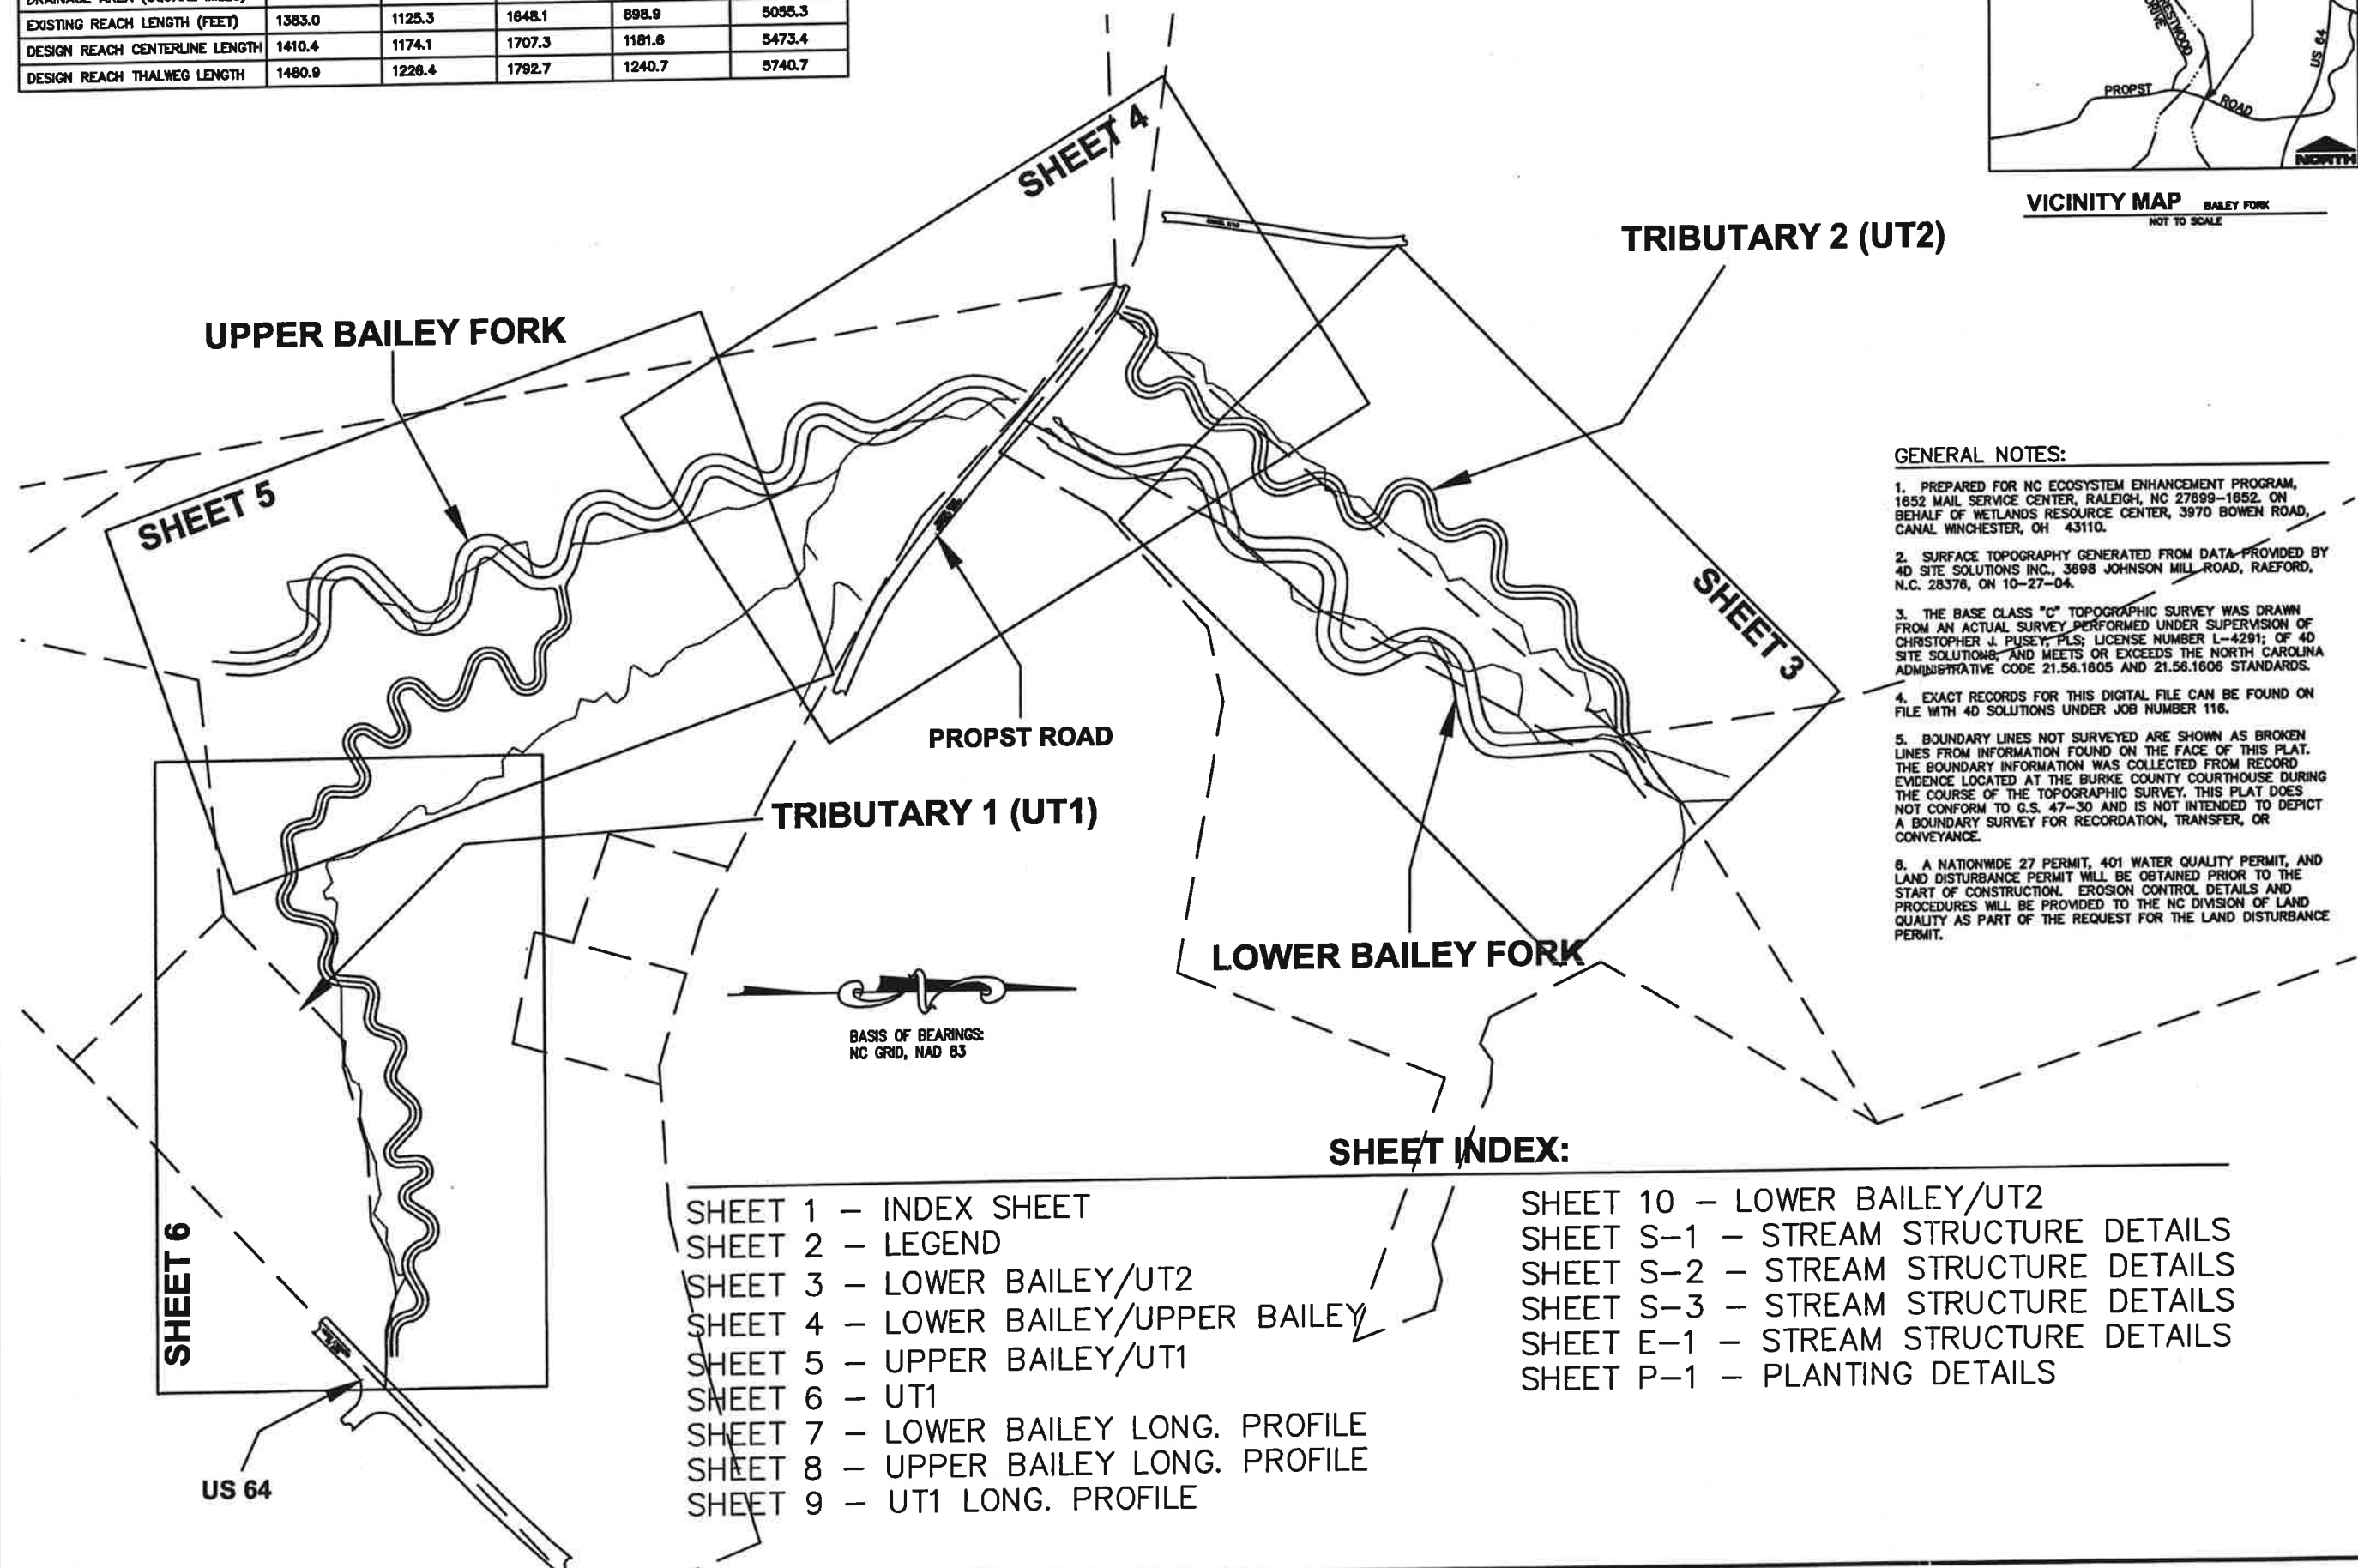 EXISTING REACH LENGTH (FEET) 1383.0 1125.3 1648.1 898.9 5055.3
DESIGN REACH CENTERLINE LENGTH 1410.4 1174.1 1707.3 1181.6 5473.4
DESIGN REACH THALWEG LENGTH 1480.9 1226.4 1792.7 1240.7 5740.7
DRIVE
US 64
PROPST ROAD
NORTH
VICINITY MAP BAILEY FORK
NOT TO SCALE
SHEET 4
TRIBUTARY 2 (UT2)
UPPER BAILEY FORK
SHEET 5
SHEET 3
PROPST ROAD
TRIBUTARY 1 (UT1)
LOWER BAILEY FORK
BASIS OF BEARINGS:
NC GRID, NAD 83
SHEET 6
US 64
GENERAL NOTES:
1. PREPARED FOR NC ECOSYSTEM ENHANCEMENT PROGRAM,
1652 MAIL SERVICE CENTER, RALEIGH, NC 27699-1652. ON
BEHALF OF WETLANDS RESOURCE CENTER, 3970 BOWEN ROAD,
CANAL WINCHESTER, OH 43110.
2. SURFACE TOPOGRAPHY GENERATED FROM DATA PROVIDED BY
4D SITE SOLUTIONS INC., 3698 JOHNSON MILL ROAD, RAEFORD,
N.C. 28376, ON 10-27-04.
3. THE BASE CLASS "C" TOPOGRAPHIC SURVEY WAS DRAWN
FROM AN ACTUAL SURVEY PERFORMED UNDER SUPERVISION OF
CHRISTOPHER J. PUSEY, PLS; LICENSE NUMBER L-4291; OF 4D
SITE SOLUTIONS, AND MEETS OR EXCEEDS THE NORTH CAROLINA
ADMINISTRATIVE CODE 21.56.1605 AND 21.56.1606 STANDARDS.
4. EXACT RECORDS FOR THIS DIGITAL FILE CAN BE FOUND ON
FILE WITH 4D SOLUTIONS UNDER JOB NUMBER 116.
5. BOUNDARY LINES NOT SURVEYED ARE SHOWN AS BROKEN
LINES FROM INFORMATION FOUND ON THE FACE OF THIS PLAT.
THE BOUNDARY INFORMATION WAS COLLECTED FROM RECORD
EVIDENCE LOCATED AT THE BURKE COUNTY COURTHOUSE DURING
THE COURSE OF THE TOPOGRAPHIC SURVEY. THIS PLAT DOES
NOT CONFORM TO G.S. 47-30 AND IS NOT INTENDED TO DEPICT
A BOUNDARY SURVEY FOR RECORDATION, TRANSFER, OR
CONVEYANCE.
6. A NATIONWIDE 27 PERMIT, 401 WATER QUALITY PERMIT, AND
LAND DISTURBANCE PERMIT WILL BE OBTAINED PRIOR TO THE
START OF CONSTRUCTION. EROSION CONTROL DETAILS AND
PROCEDURES WILL BE PROVIDED TO THE NC DIVISION OF LAND
QUALITY AS PART OF THE REQUEST FOR THE LAND DISTURBANCE
PERMIT.
SHEET INDEX:
SHEET 1 - INDEX SHEET
SHEET 2 - LEGEND
SHEET 3 - LOWER BAILEY/UT2
SHEET 4 - LOWER BAILEY/UPPER BAILEY
SHEET 5 - UPPER BAILEY/UT1
SHEET 6 - UT1
SHEET 7 - LOWER BAILEY LONG. PROFILE
SHEET 8 - UPPER BAILEY LONG. PROFILE
SHEET 9 - UT1 LONG. PROFILE
SHEET 10 - LOWER BAILEY/UT2
SHEET S-1 - STREAM STRUCTURE DETAILS
SHEET S-2 - STREAM STRUCTURE DETAILS
SHEET S-3 - STREAM STRUCTURE DETAILS
SHEET E-1 - STREAM STRUCTURE DETAILS
SHEET P-1 - PLANTING DETAILS